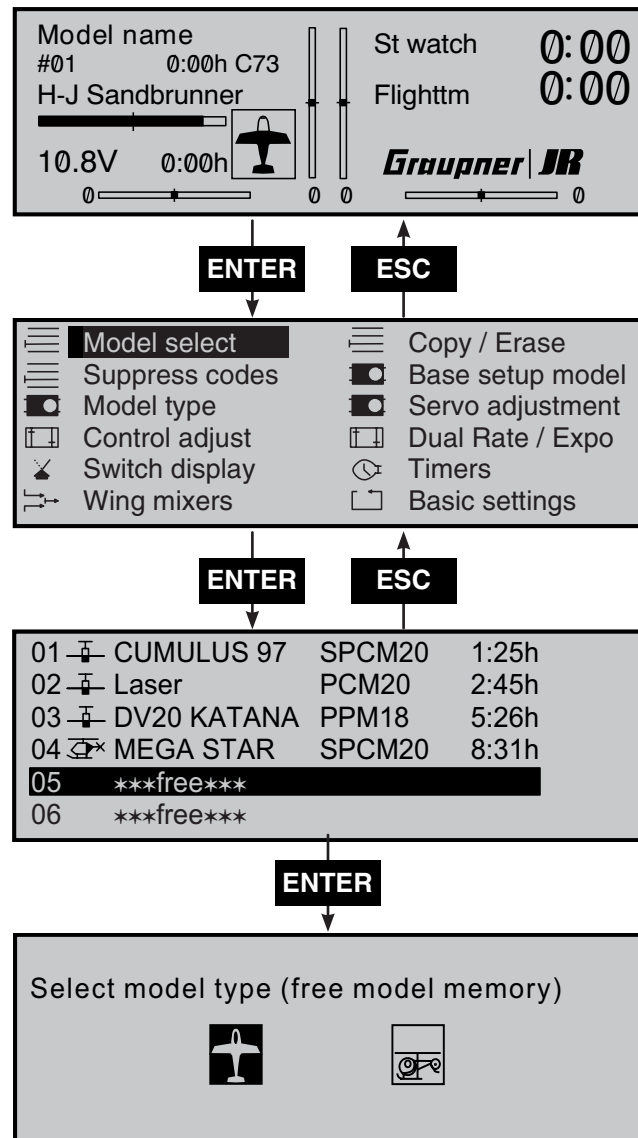 Model name
#01 0:00h C73
H-J Sandbrunner
10.8V 0:00h
0 0
St watch 0:00
Flighttm 0:00
Graupner JR
0 0
ENTER ESC
Model select Copy / Erase
Suppress codes Base setup model
Model type Servo adjustment
Control adjust Dual Rate / Expo
Switch display Timers
Wing mixers Basic settings
ENTER ESC
01 CUMULUS 97 SPCM20 1:25h
02 Laser PCM20 2:45h
03 DV20 KATANA PPM18 5:26h
04 MEGA STAR SPCM20 8:31h
05 ✶✶✶free✶✶✶
06 ✶✶✶free✶✶✶
ENTER
Select model type (free model memory)